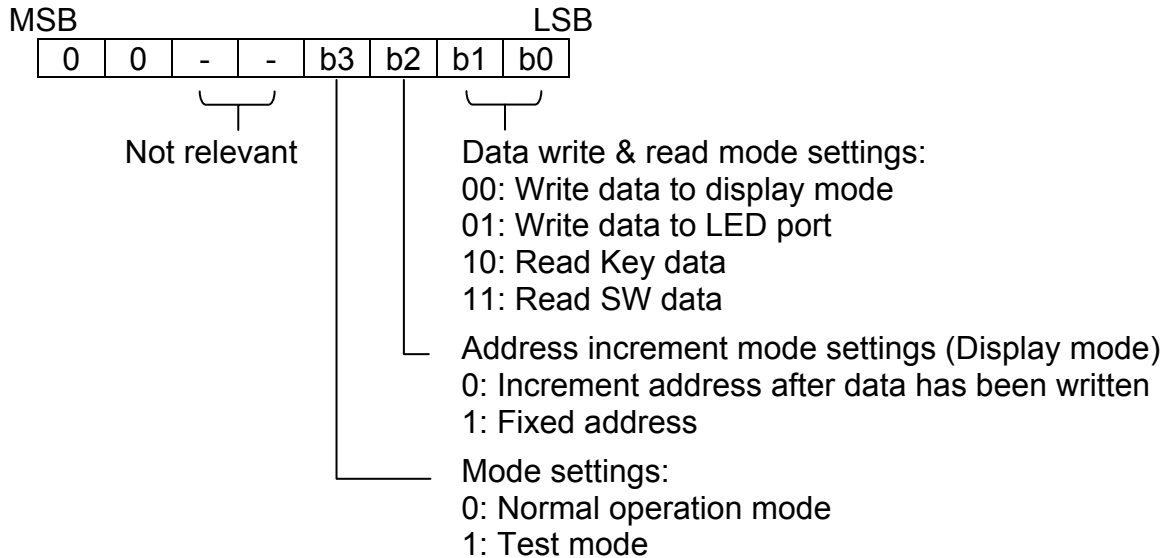 MSB LSB
0 0 - - b3 b2 b1 b0
Not relevant
Data write & read mode settings:
00: Write data to display mode
01: Write data to LED port
10: Read Key data
11: Read SW data
Address increment mode settings (Display mode)
0: Increment address after data has been written
1: Fixed address
Mode settings:
0: Normal operation mode
1: Test mode